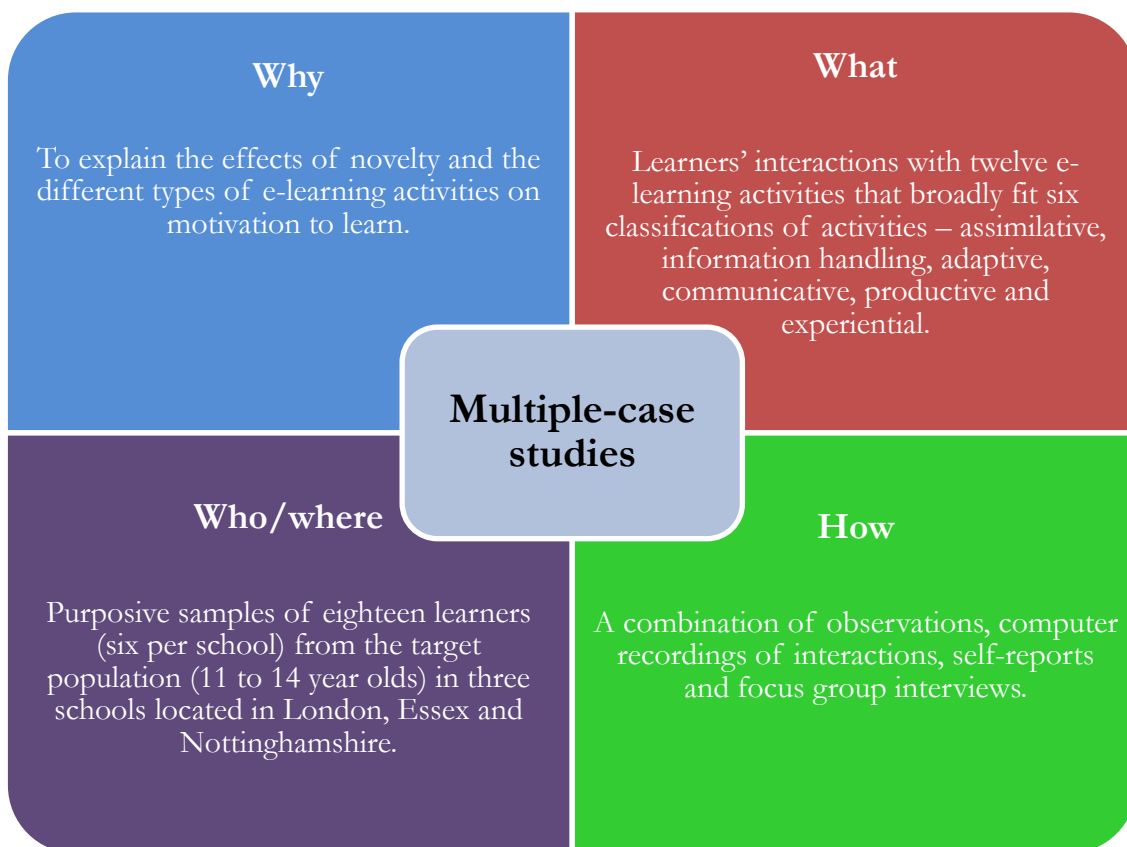 Why
To explain the effects of novelty and the
different types of e-learning activities on
motivation to learn.
What
Learners’ interactions with twelve e-
learning activities that broadly fit six
classifications of activities – assimilative,
information handling, adaptive,
communicative, productive and
experiential.
Multiple-case
studies
Who/where
Purposive samples of eighteen learners
(six per school) from the target
population (11 to 14 year olds) in three
schools located in London, Essex and
Nottinghamshire.
How
A combination of observations, computer
recordings of interactions, self-reports
and focus group interviews.